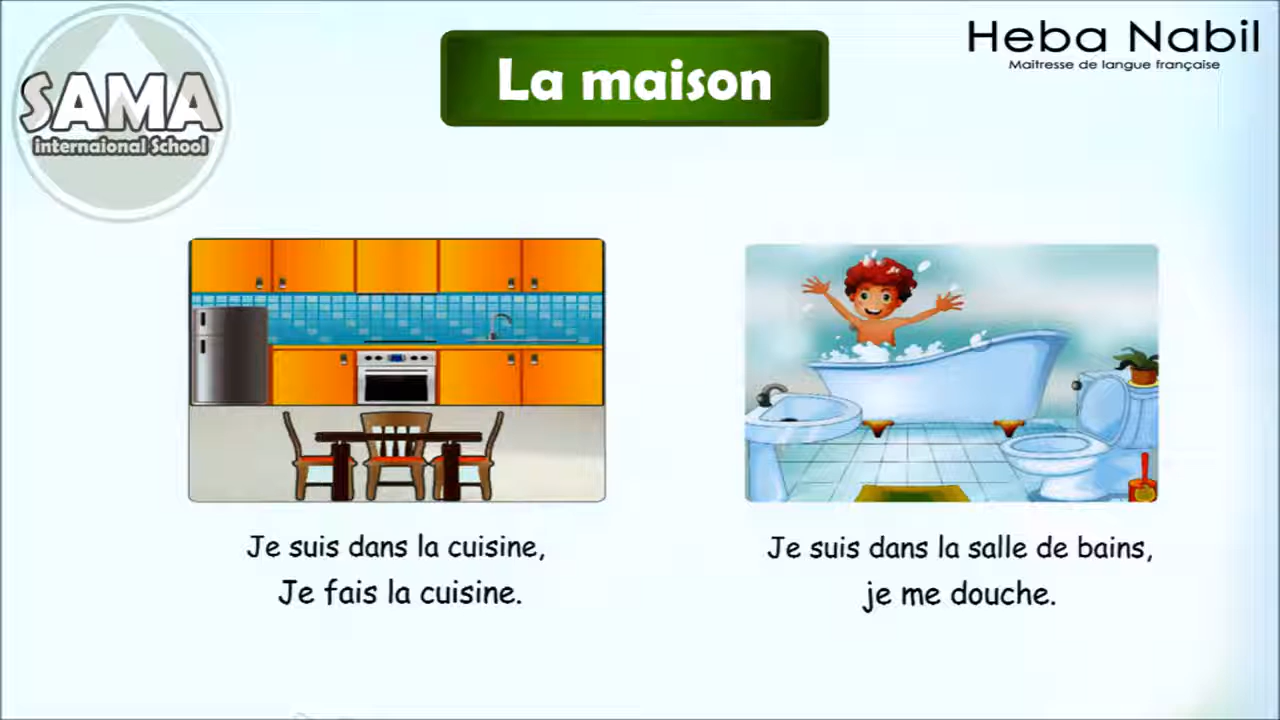 SAMA
internaional School
La maison
Heba Nabil
Maitresse de langue française
Je suis dans la cuisine,
Je fais la cuisine.
Je suis dans la salle de bains,
je me douche.